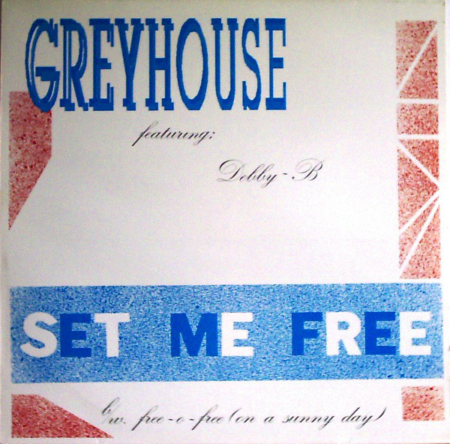 GREYHOUSE
featuring:
Debby-B
SET ME FREE
b/w. free-e-free (on a sunny day)